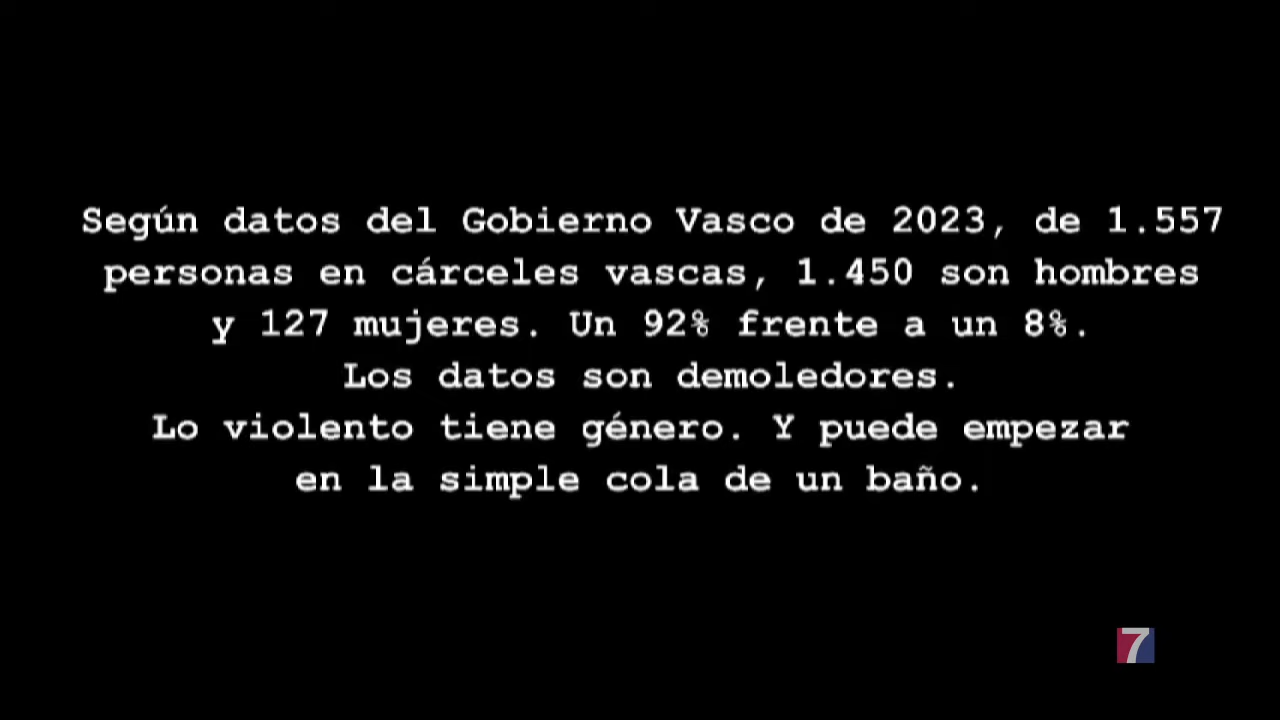 Según datos del Gobierno Vasco de 2023, de 1.557
personas en cárceles vascas, 1.450 son hombres
y 127 mujeres. Un 92% frente a un 8%.
Los datos son demoledores.
Lo violento tiene género. Y puede empezar
en la simple cola de un baño.
7